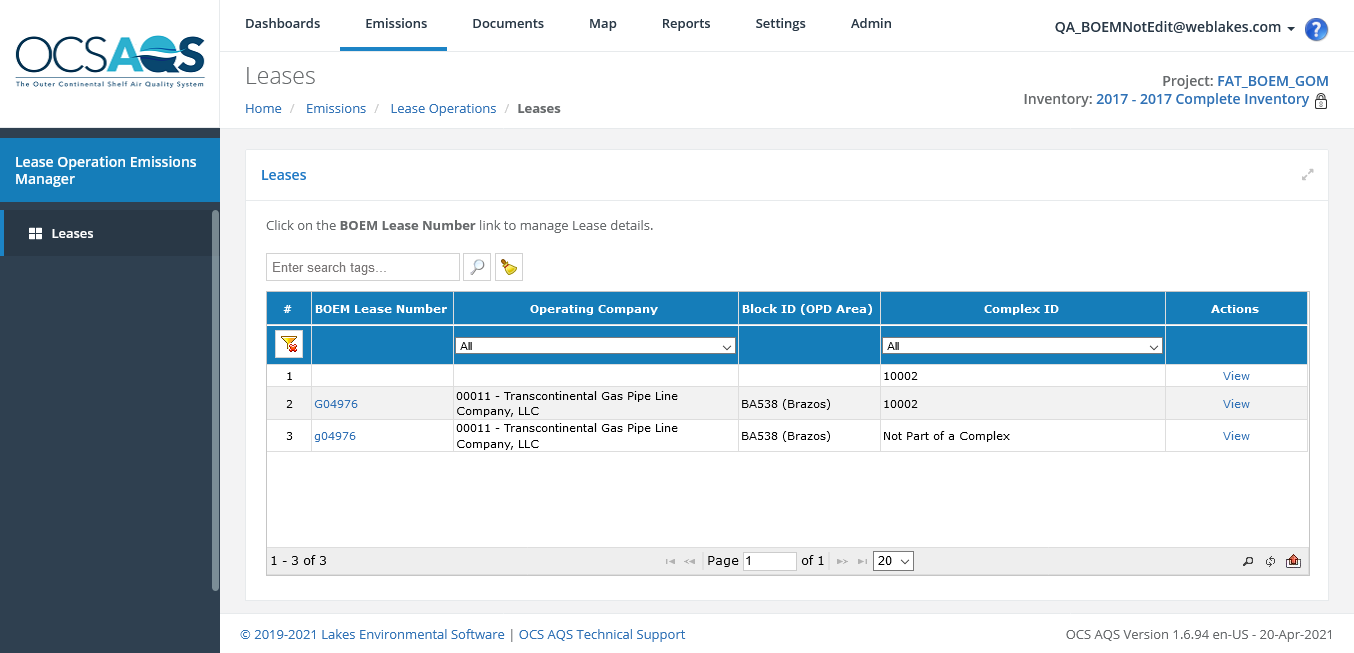 OCSAQS
The Outer Continental Shelf Air Quality System
Dashboards Emissions Documents Map Reports Settings Admin
QA_BOEMNotEdit@weblakes.com ?
Leases
Home / Emissions / Lease Operations / Leases
Project: FAT_BOEM_GOM
Inventory: 2017 - 2017 Complete Inventory
Lease Operation Emissions
Manager
Leases
Leases
Click on the BOEM Lease Number link to manage Lease details.
Enter search tags...
# BOEM Lease Number Operating Company Block ID (OPD Area) Complex ID Actions
All All
1 10002 View
2 G04976 00011 - Transcontinental Gas Pipe Line
Company, LLC BA538 (Brazos) 10002 View
3 g04976 00011 - Transcontinental Gas Pipe Line
Company, LLC BA538 (Brazos) Not Part of a Complex View
1 - 3 of 3 Page 1 of 1 20
© 2019-2021 Lakes Environmental Software | OCS AQS Technical Support
OCS AQS Version 1.6.94 en-US - 20-Apr-2021